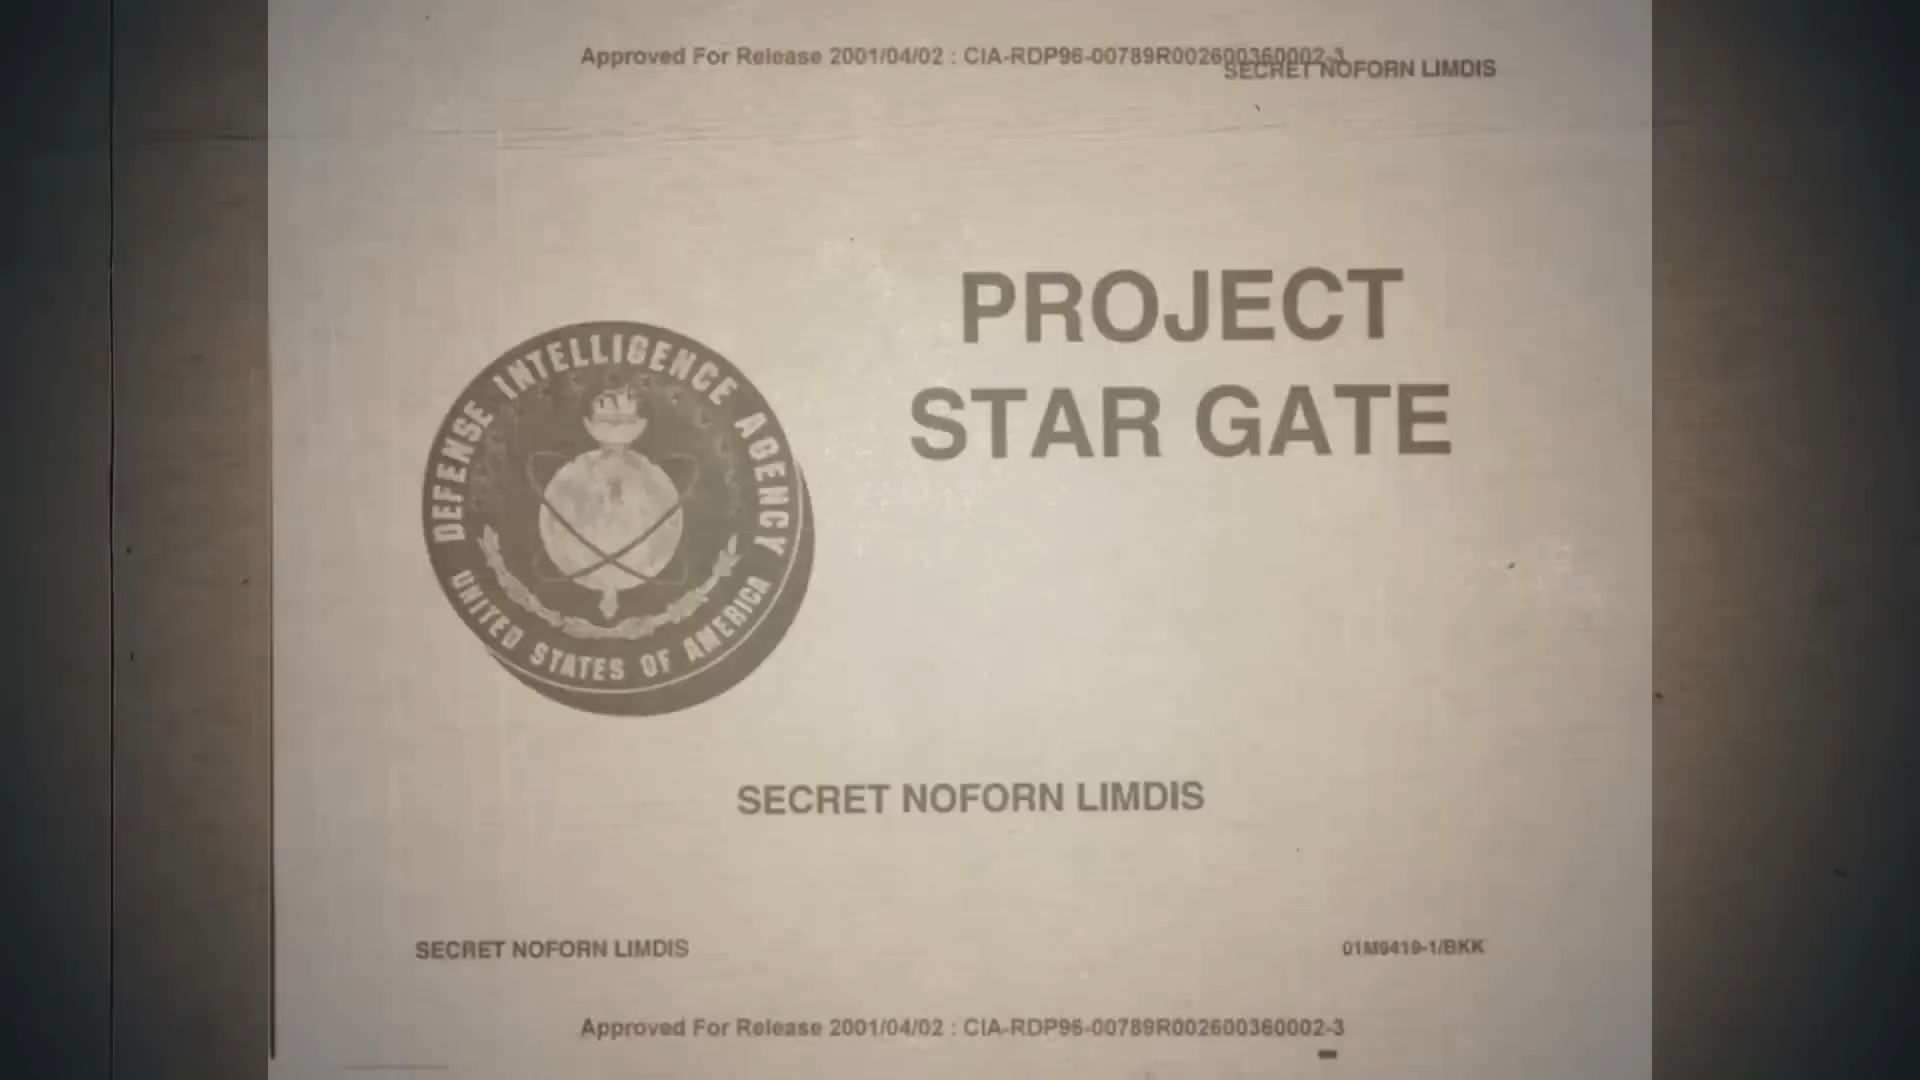 Approved For Release 2001/04/02 : CIA-RDP96-00789R002600360002-3
SECRET NOFORN LIMDIS
PROJECT
STAR GATE
DEFENSE INTELLIGENCE AGENCY
UNITED STATES OF AMERICA
SECRET NOFORN LIMDIS
SECRET NOFORN LIMDIS
01M9419-1/BKK
Approved For Release 2001/04/02 : CIA-RDP96-00789R002600360002-3